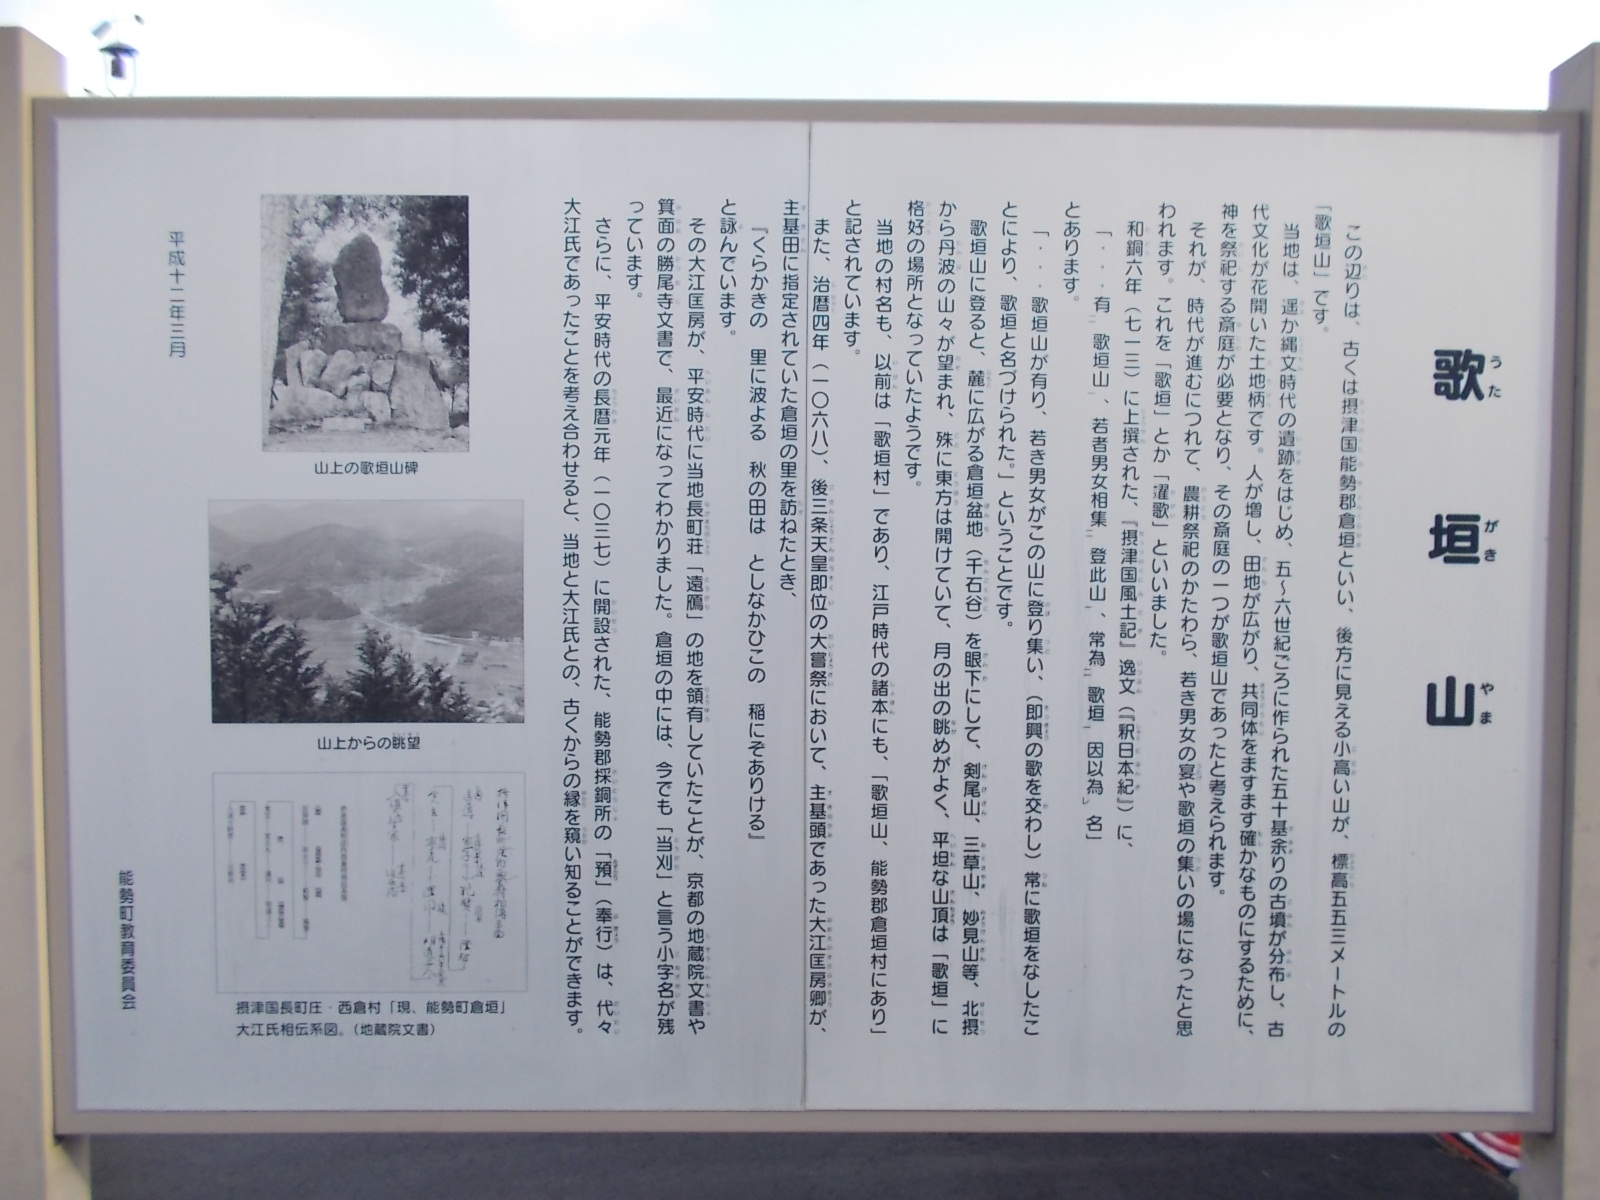 歌垣山
この辺りは、古くは摂津国能勢郡倉垣といい、後方に見える小高い山が、標高五五三メートルの
「歌垣山」です。
当地は、遥か縄文時代の遺跡をはじめ、五～六世紀ごろに作られた五十基余りの古墳が分布し、古
代文化が花開いた土地柄です。人が増し、田地が広がり、共同体をますます確かなものにするために、
神を祭祀する斎庭が必要となり、その斎庭の一つが歌垣山であったと考えられます。
それが、時代が進むにつれて、農耕祭祀のかたわら、若き男女の宴や歌垣の集いの場になったと思
われます。これを「歌垣」とか「嬥歌」といいました。
和銅六年（七一三）に上撰された、『摂津国風土記』逸文（『釈日本紀』）に、
「・・・有二歌垣山一、若者男女相集二登此山一、常為二歌垣一因以為レ名」
とあります。
「・・・歌垣山が有り、若き男女がこの山に登り集い、（即興の歌を交わし）常に歌垣をなしたこ
とにより、歌垣と名づけられた。」ということです。
歌垣山に登ると、麓に広がる倉垣盆地（千石谷）を眼下にして、剣尾山、三草山、妙見山等、北摂
から丹波の山々が望まれ、殊に東方は開けていて、月の出の眺めがよく、平坦な山頂は「歌垣」に
格好の場所となっていたようです。
当地の村名も、以前は「歌垣村」であり、江戸時代の諸本にも、「歌垣山、能勢郡倉垣村にあり」
と記されています。
また、治暦四年（一〇六八）、後三条天皇即位の大嘗祭において、主基頭であった大江匡房卿が、
主基田に指定されていた倉垣の里を訪ねたとき、
『くらかきの　里に波よる　秋の田は　としなかひこの　稲にぞありける』
と詠んでいます。
その大江匡房が、平安時代に当地長町荘「遠鴈」の地を領有していたことが、京都の地蔵院文書や
箕面の勝尾寺文書で、最近になってわかりました。倉垣の中には、今でも「当刈」と言う小字名が残
っています。
さらに、平安時代の長暦元年（一〇三七）に開設された、能勢郡採銅所の「預」（奉行）は、代々
大江氏であったことを考え合わせると、当地と大江氏との、古くからの縁を窺い知ることができます。
山上の歌垣山碑
山上からの眺望
摂津国長町庄・西倉村「現、能勢町倉垣」
大江氏相伝系図。（地蔵院文書）
平成十二年三月
能勢町教育委員会